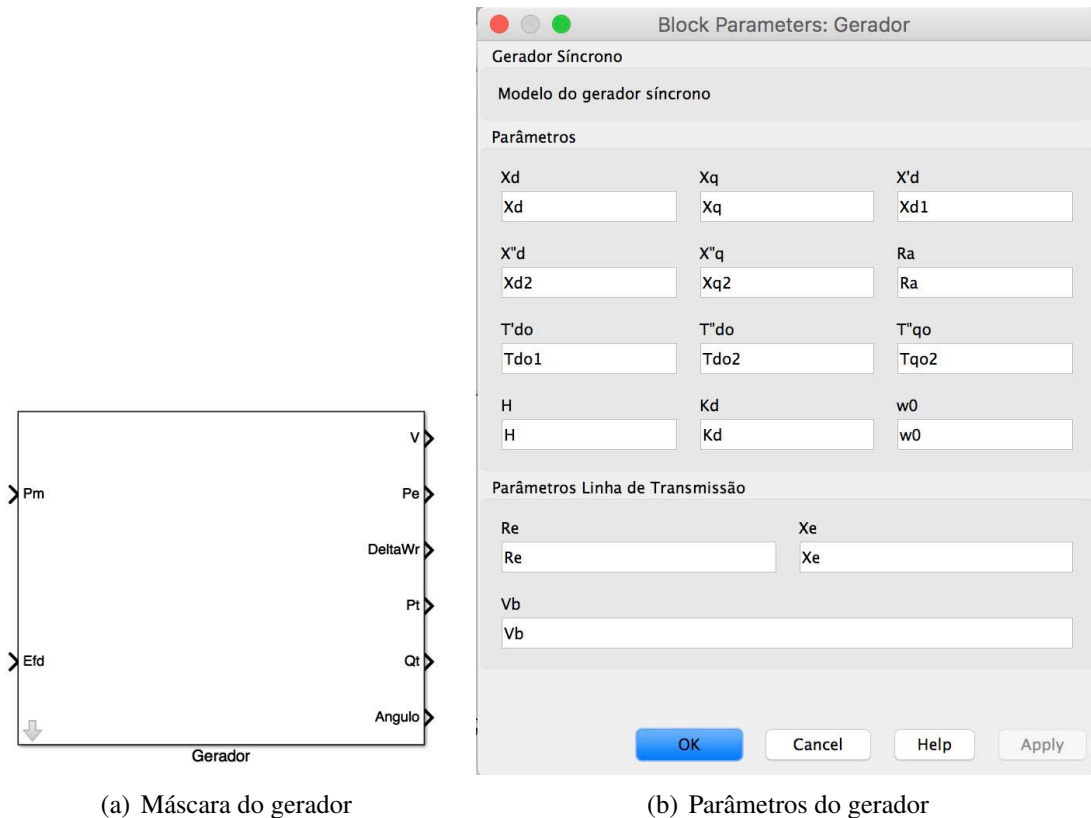 Block Parameters: Gerador
Gerador Síncrono
Modelo do gerador síncrono
Parâmetros
Xd Xq X'd
Xd Xq Xd1
X"d X"q Ra
Xd2 Xq2 Ra
T'do T"do T"qo
Tdo1 Tdo2 Tqo2
H Kd w0
H Kd w0
Parâmetros Linha de Transmissão
Re Xe
Re Xe
Vb
Vb
OK Cancel Help Apply
V
Pm Pe
DeltaWr
Pt
Efd Qt
Angulo
Gerador
(a) Máscara do gerador (b) Parâmetros do gerador